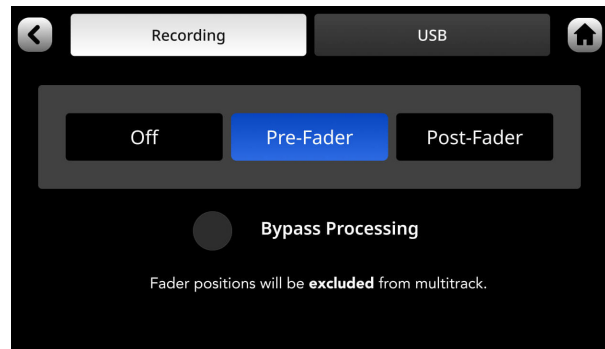 Recording USB
Off Pre-Fader Post-Fader
Bypass Processing
Fader positions will be excluded from multitrack.